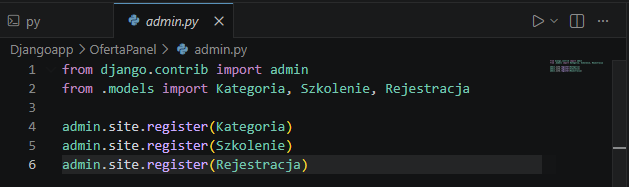 py
admin.py
Djangoapp > OfertaPanel > admin.py
1 from django.contrib import admin
2 from .models import Kategoria, Szkolenie, Rejestracja
3
4 admin.site.register(Kategoria)
5 admin.site.register(Szkolenie)
6 admin.site.register(Rejestracja)